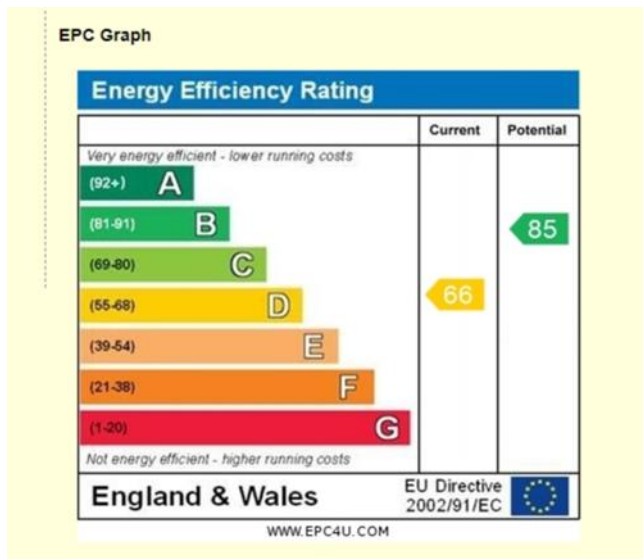 EPC Graph
Energy Efficiency Rating
Current Potential
Very energy efficient - lower running costs
(92+) A
(81-91) B
85
(69-80) C
(55-68) D
66
(39-54) E
(21-38) F
(1-20) G
Not energy efficient - higher running costs
England & Wales
EU Directive
2002/91/EC
WWW.EPC4U.COM